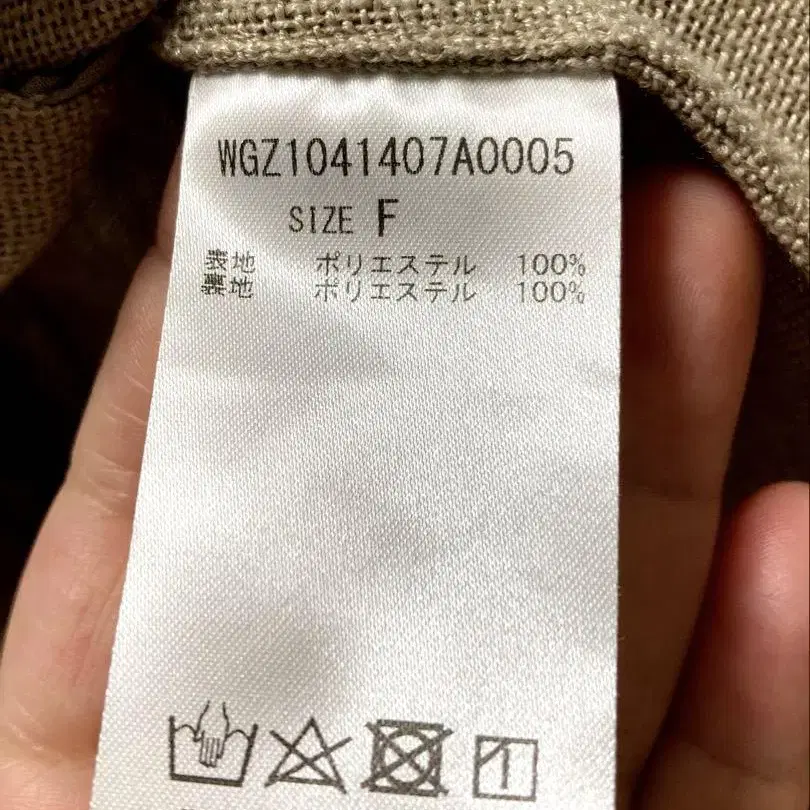 WGZ1041407A0005
SIZE F
表地 ポリエステル 100%
裏地 ポリエステル 100%